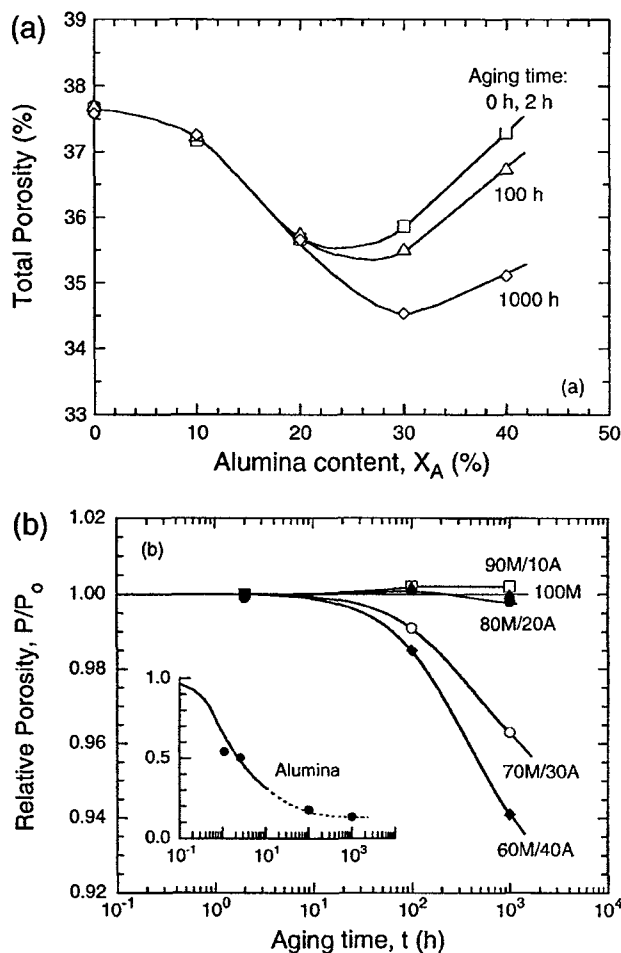 (a)
39
38
37
36
35
34
33
Total Porosity (%)
Aging time:
0 h, 2 h
100 h
1000 h
(a)
0 10 20 30 40 50
Alumina content, X_A (%)
(b)
1.02
1.00
0.98
0.96
0.94
0.92
Relative Porosity, P/P_o
(b)
90M/10A
100M
80M/20A
70M/30A
60M/40A
1.0
0.5
0.0
Alumina
10^-1 10^1 10^3
10^-1 10^0 10^1 10^2 10^3 10^4
Aging time, t (h)